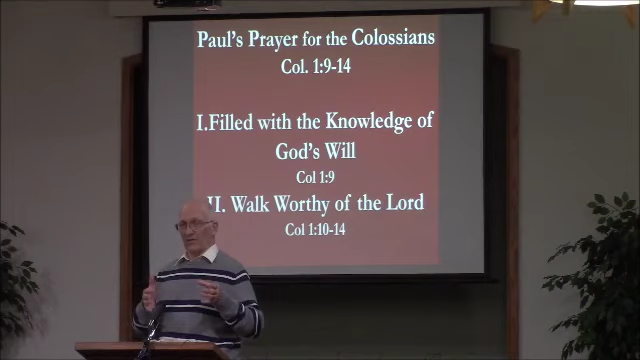 Paul's Prayer for the Colossians
Col. 1:9-14
I.Filled with the Knowledge of
God's Will
Col 1:9
II. Walk Worthy of the Lord
Col 1:10-14